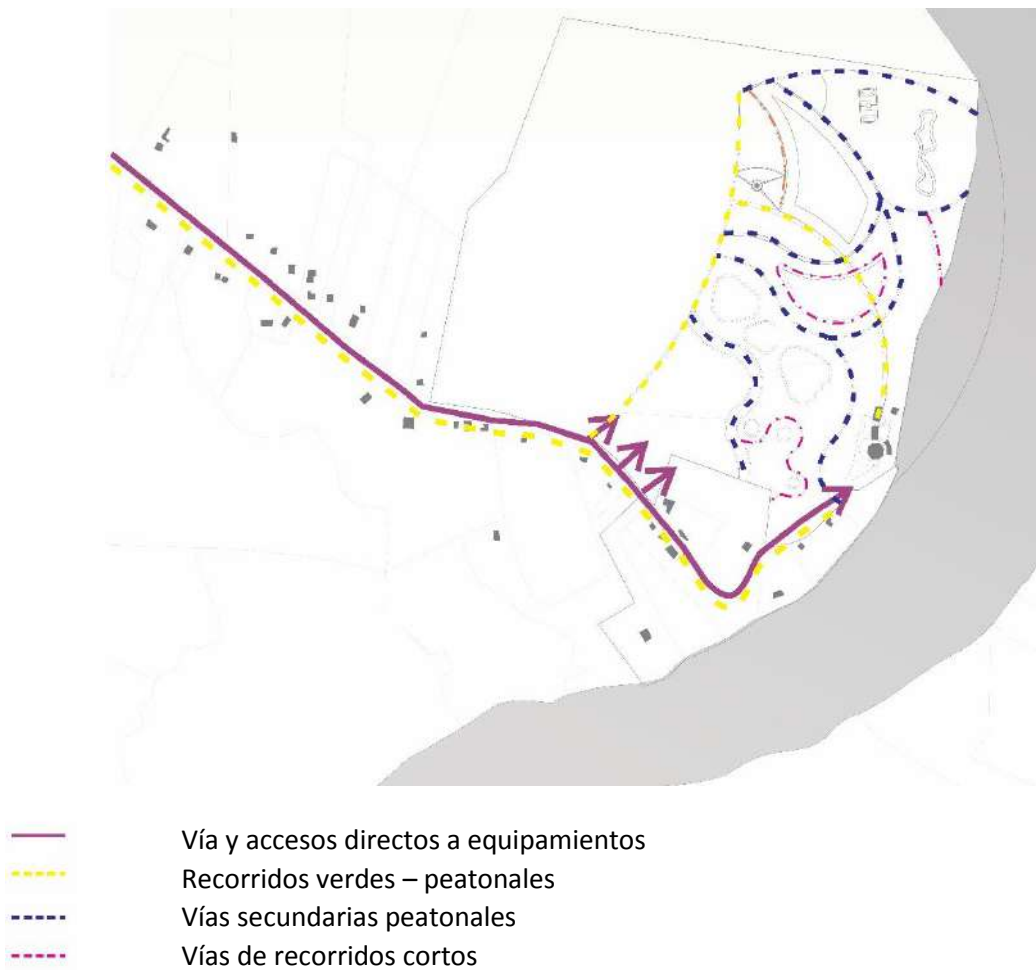 Vía y accesos directos a equipamientos
Recorridos verdes – peatonales
Vías secundarias peatonales
Vías de recorridos cortos